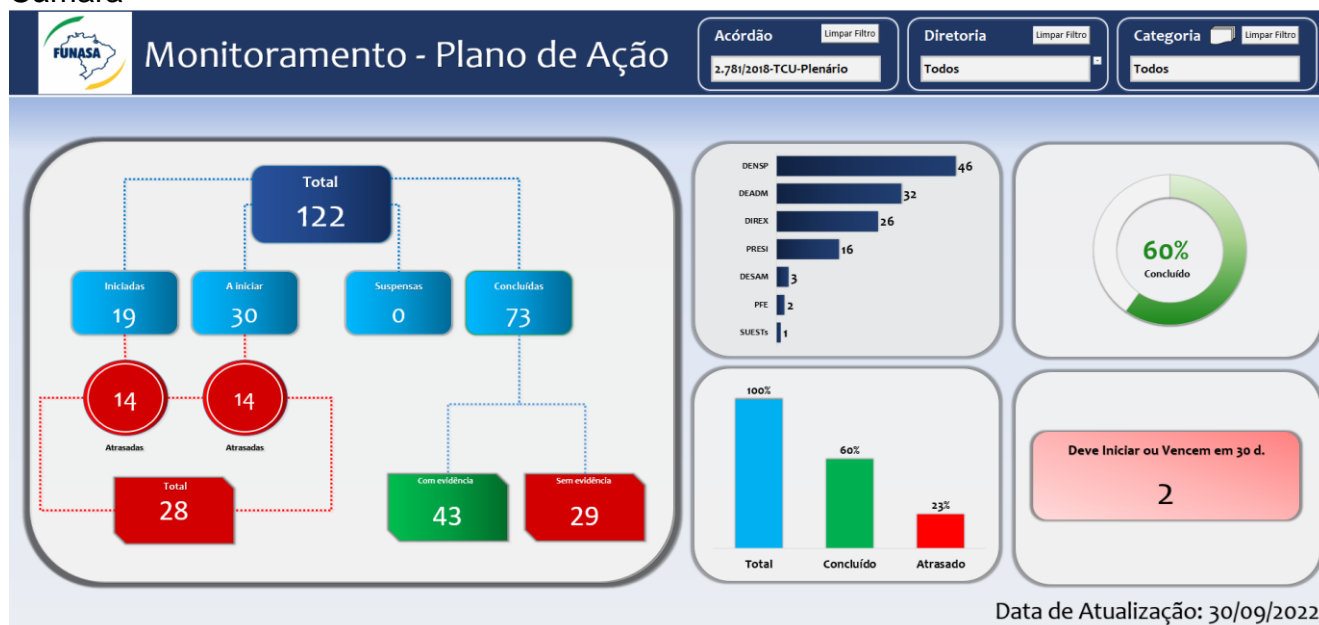 Câmara
FUNASA
Monitoramento - Plano de Ação
Acórdão Limpar Filtro
2.781/2018-TCU-Plenário
Diretoria Limpar Filtro
Todos
Categoria Limpar Filtro
Todos
Total
122
Iniciadas
19
A iniciar
30
Suspensas
0
Concluídas
73
14
Atrasadas
14
Atrasadas
Total
28
Com evidência
43
Sem evidência
29
DENSP 46
DEADM 32
DIREX 26
PRESI 16
DESAM 3
PFE 2
SUESTs 1
60%
Concluído
100%
60%
23%
Total Concluído Atrasado
Deve Iniciar ou Vencem em 30 d.
2
Data de Atualização: 30/09/2022